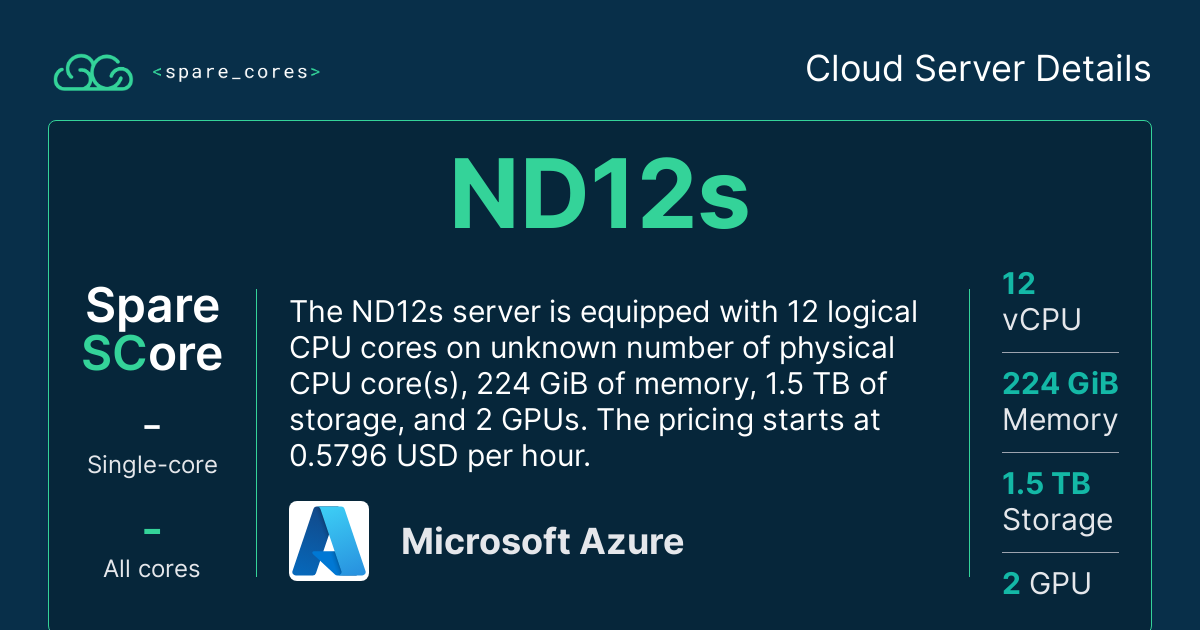 <spare_cores>
Cloud Server Details
ND12s
Spare
SCore
–
Single-core
–
All cores
The ND12s server is equipped with 12 logical
CPU cores on unknown number of physical
CPU core(s), 224 GiB of memory, 1.5 TB of
storage, and 2 GPUs. The pricing starts at
0.5796 USD per hour.
Microsoft Azure
12
vCPU
224 GiB
Memory
1.5 TB
Storage
2 GPU